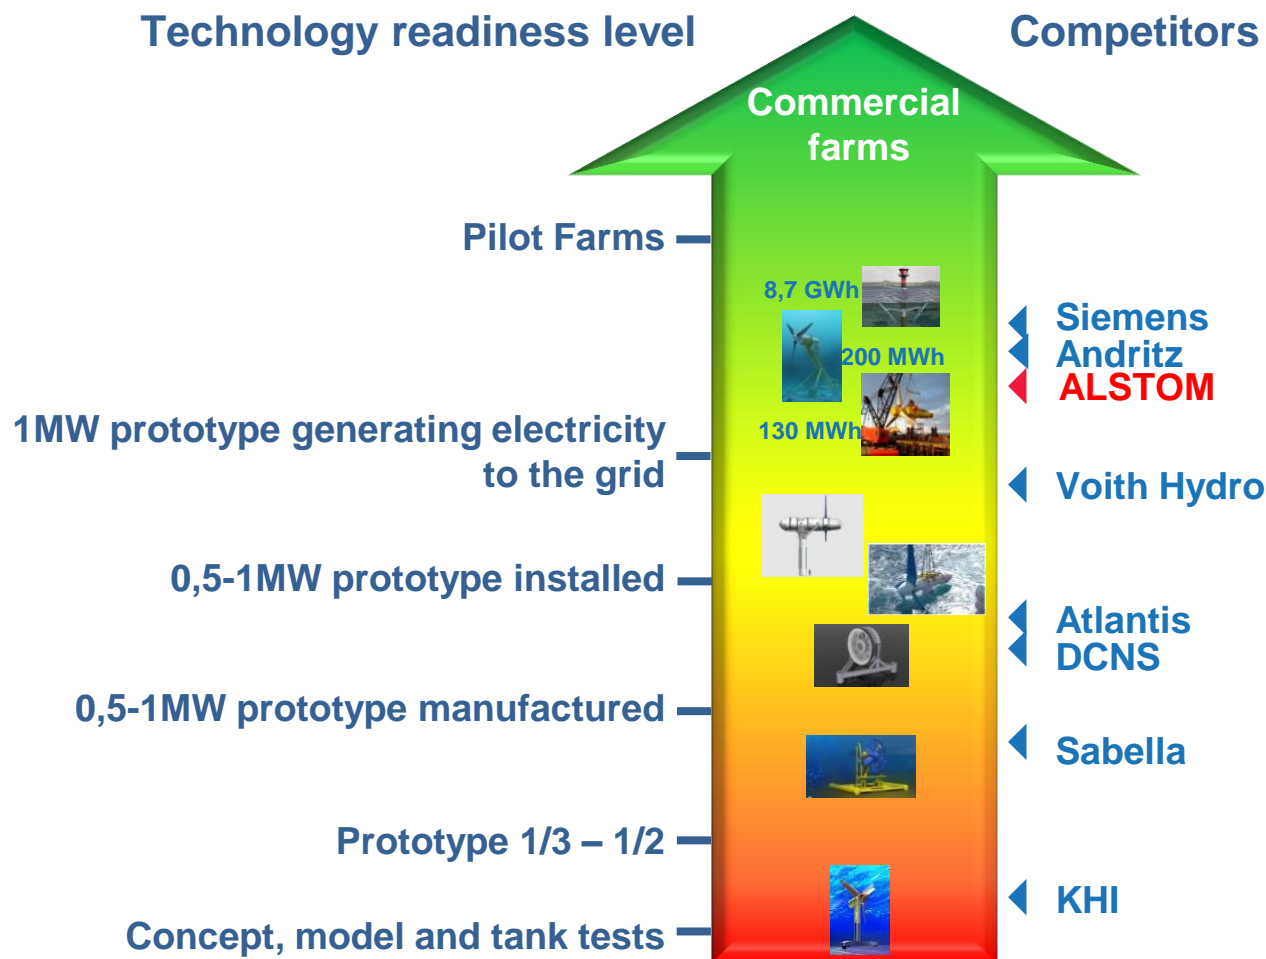 Technology readiness level
Competitors
Commercial
farms
Pilot Farms
8,7 GWh
Siemens
200 MWh
Andritz
ALSTOM
1MW prototype generating electricity
to the grid
130 MWh
Voith Hydro
0,5-1MW prototype installed
Atlantis
DCNS
0,5-1MW prototype manufactured
Sabella
Prototype 1/3 – 1/2
KHI
Concept, model and tank tests